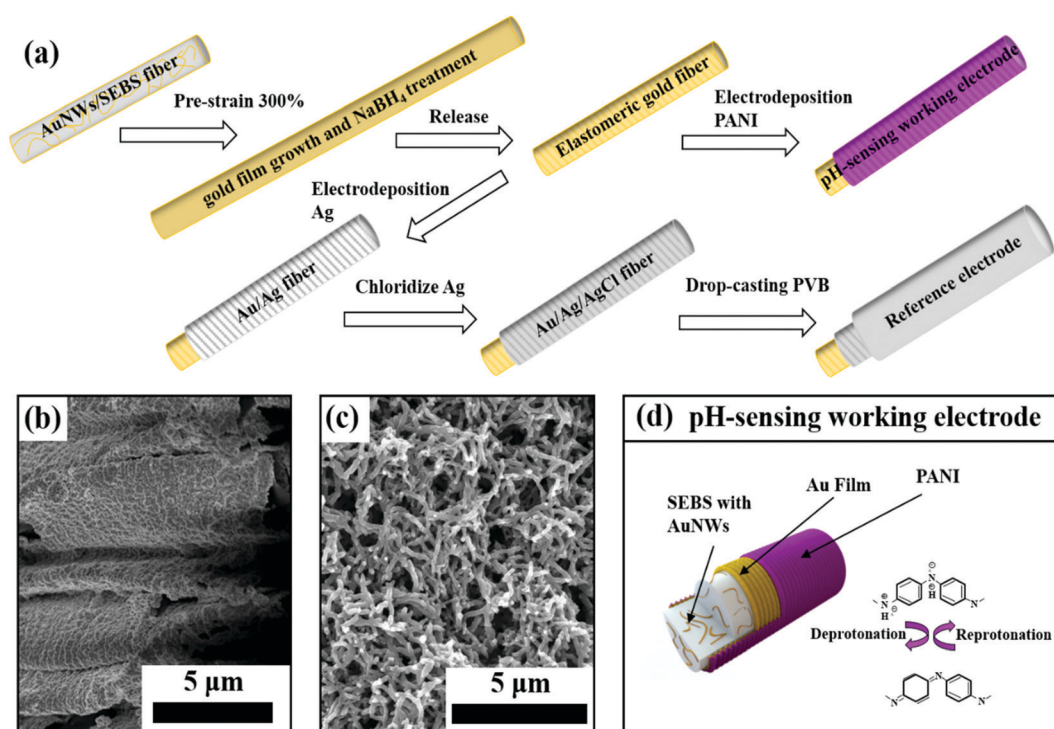 (a)
AuNWs/SEBS fiber
Pre-strain 300%
gold film growth and NaBH₄ treatment
Release
Elastomeric gold fiber
Electrodeposition
PANI
pH-sensing working electrode
Electrodeposition
Ag
Au/Ag fiber
Chloridize Ag
Au/Ag/AgCl fiber
Drop-casting PVB
Reference electrode
(b)
5 μm
(c)
5 μm
(d) pH-sensing working electrode
SEBS with
AuNWs
Au Film
PANI
N
H
N
H
N
Deprotonation
Reprotonation
N
N
N